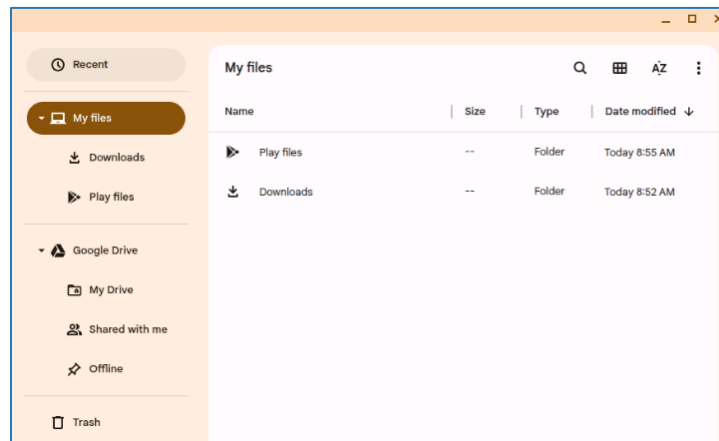 Recent
My files
Downloads
Play files
Google Drive
My Drive
Shared with me
Offline
Trash
My files
AZ
Name Size Type Date modified
Play files -- Folder Today 8:55 AM
Downloads -- Folder Today 8:52 AM